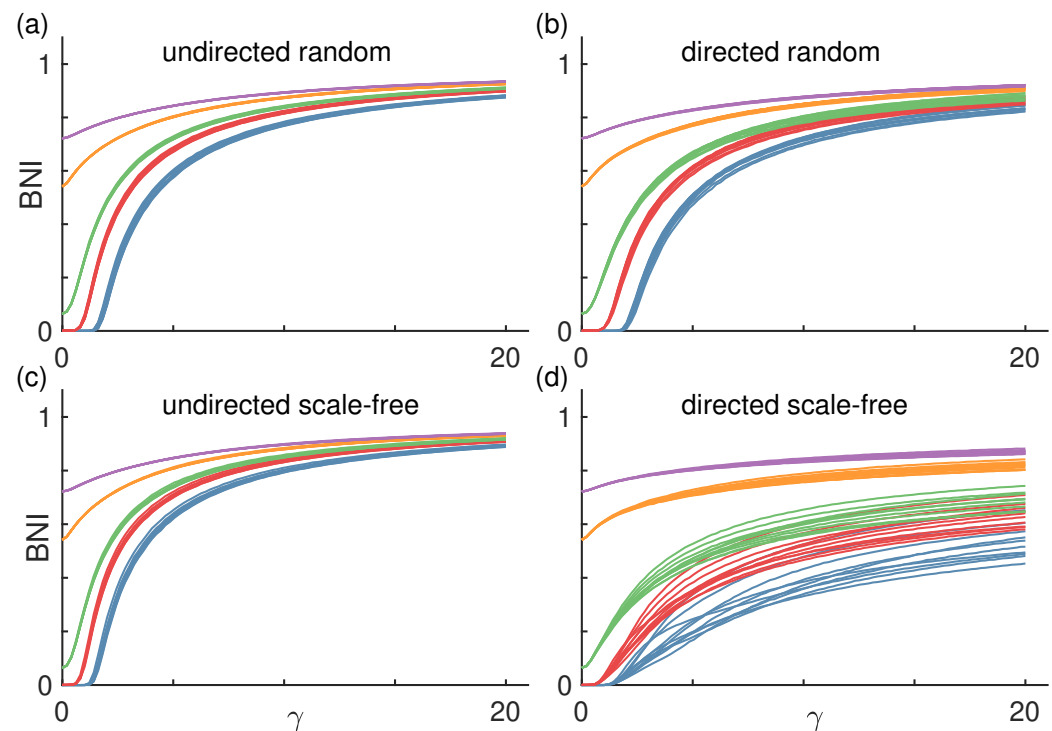 (a)
undirected random
1
BNI
0
0
20
(b)
directed random
1
0
0
20
(c)
undirected scale-free
1
BNI
0
0
γ
20
(d)
directed scale-free
1
0
0
γ
20